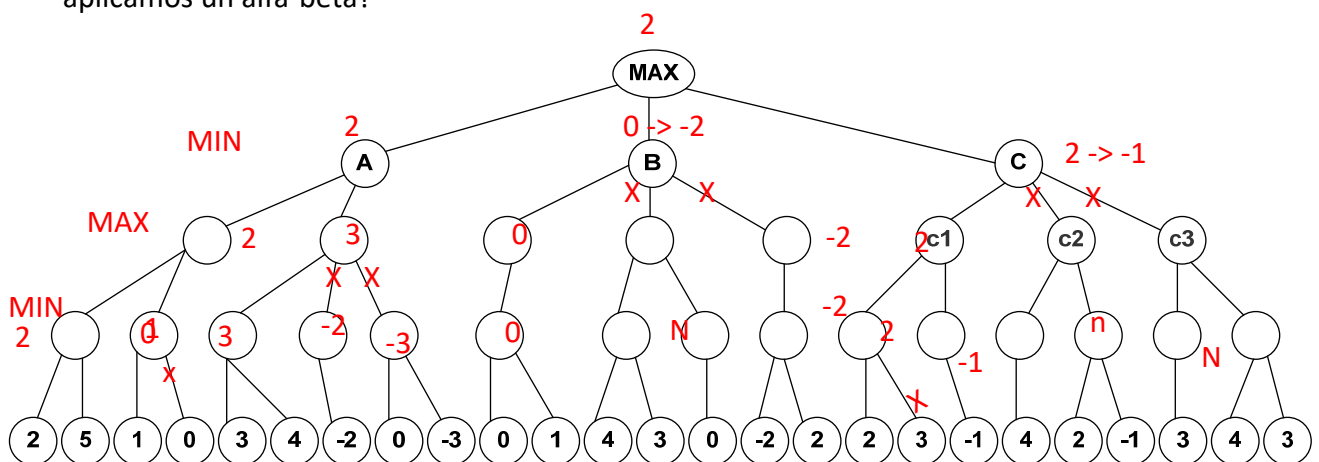 aplicamos un alfa-beta?
2
MAX
MIN 2 0 -> -2 2 -> -1
A B C
X X X X
MAX 2 3 0 -2 2 c1 c2 c3
X X
MIN 2 0 1 3 -2 -3 0 N -2 2 -1 n N
x X
2 5 1 0 3 4 -2 0 -3 0 1 4 3 0 -2 2 2 3 -1 4 2 -1 3 4 3